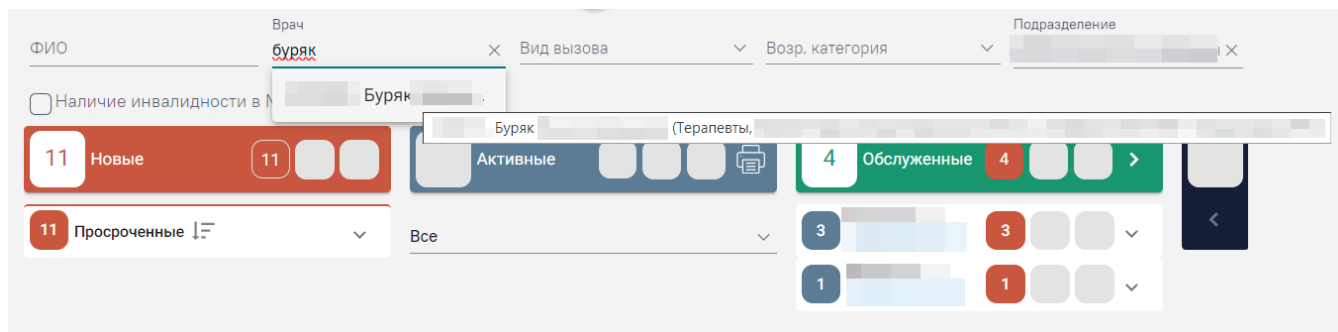 Врач
Подразделение
ФИО
буряк
Вид вызова
Возр. категория
Наличие инвалидности в
Буряк
Буряк (Терапевты,
11 Новые 11
Активные
4 Обслуженные 4
11 Просроченные
Все
3 3
1 1